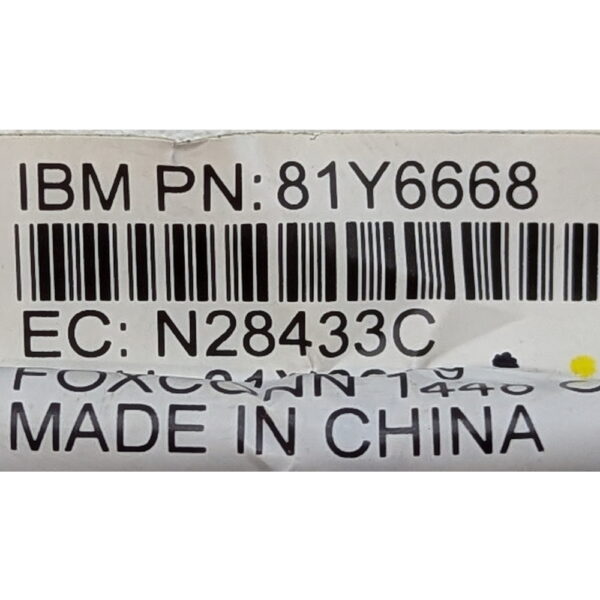 IBM PN: 81Y6668
EC: N28433C
MADE IN CHINA